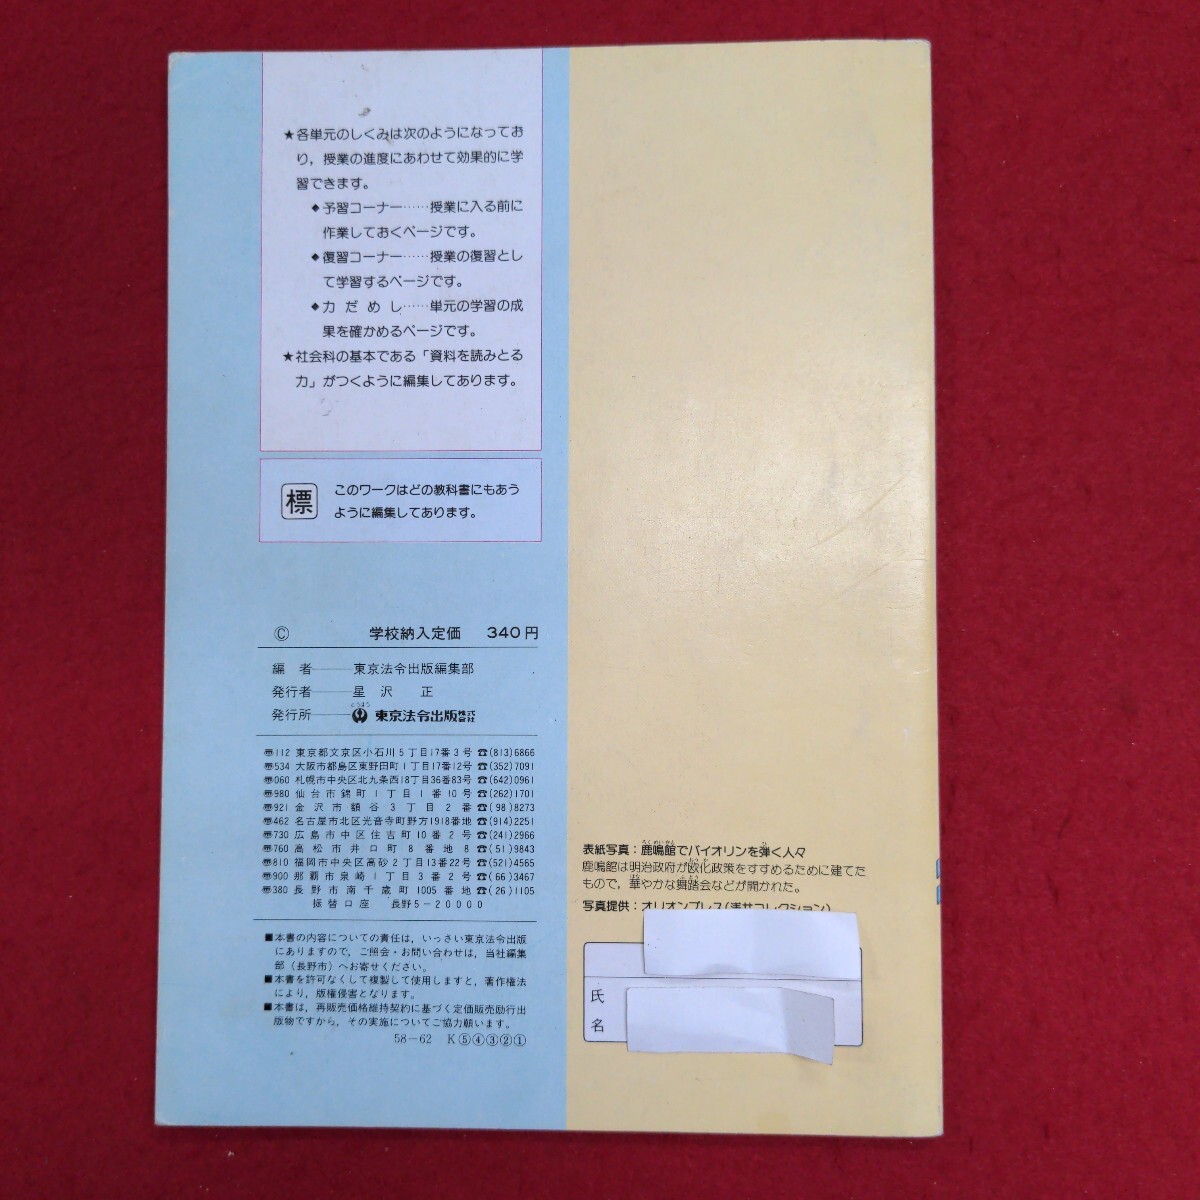 ★各単元のしくみは次のようになってお
り，授業の進度にあわせて効果的に学
習できます。
◆予習コーナー……授業に入る前に
作業しておくページです。
◆復習コーナー……授業の復習とし
て学習するページです。
◆力だめし……単元の学習の成
果を確かめるページです。
★社会科の基本である「資料を読みとる
力」がつくように編集してあります。
標
このワークはどの教科書にもあう
ように編集してあります。
Ⓒ 学校納入定価 340円
編者 東京法令出版編集部
発行者 星沢 正
とうほう
発行所 東京法令出版株式会社
〠112 東京都文京区小石川5丁目17番3号 ☎(813)6866
〠534 大阪市都島区東野田町1丁目17番12号 ☎(352)7091
〠060 札幌市中央区北九条西18丁目36番83号 ☎(642)0961
〠980 仙台市錦町1丁目1番10号 ☎(262)1701
〠921 金沢市額谷3丁目2番 ☎(98)8273
〠462 名古屋市北区光音寺町野方1918番地 ☎(914)2251
〠730 広島市中区住吉町10番2号 ☎(241)2966
〠760 高松市井口町8番地8 ☎(51)9843
〠810 福岡市中央区高砂2丁目13番22号 ☎(521)4565
〠900 那覇市泉崎1丁目3番2号 ☎(66)3467
〠380 長野市南千歳町1005番地 ☎(26)1105
振替口座 長野5－20000
■本書の内容についての責任は，いっさい東京法令出版
にありますので，ご照会・お問い合わせは，当社編集
部（長野市）へお寄せください。
■本書を許可なくして複製して使用しますと，著作権法
により，版権侵害となります。
■本書は，再販売価格維持契約に基づく定価販売励行出
版物ですから，その実施についてご協力願います。
58－62 K⑤④③②①
表紙写真：鹿鳴館でバイオリンを弾く人々
鹿鳴館は明治政府が欧化政策をすすめるために建てた
もので，華やかな舞踏会などが開かれた。
写真提供：オリオンプレス（浅井コレクション）
氏
名